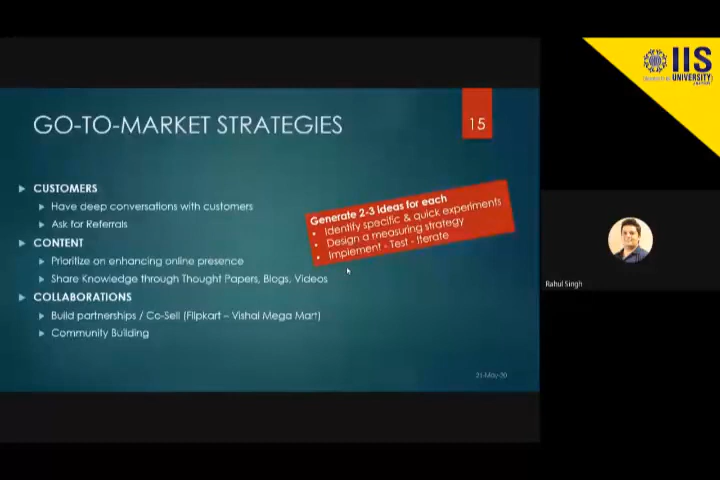 IIS
UNIVERSITY
GO-TO-MARKET STRATEGIES
15
CUSTOMERS
Have deep conversations with customers
Ask for Referrals
CONTENT
Prioritize on enhancing online presence
Share Knowledge through Thought Papers, Blogs, Videos
COLLABORATIONS
Build partnerships / Co-Sell (Flipkart – Vishal Mega Mart)
Community Building
Generate 2-3 ideas for each
Identify specific & quick experiments
Design a measuring strategy
Implement - Test - Iterate
Rahul Singh
21-May-20